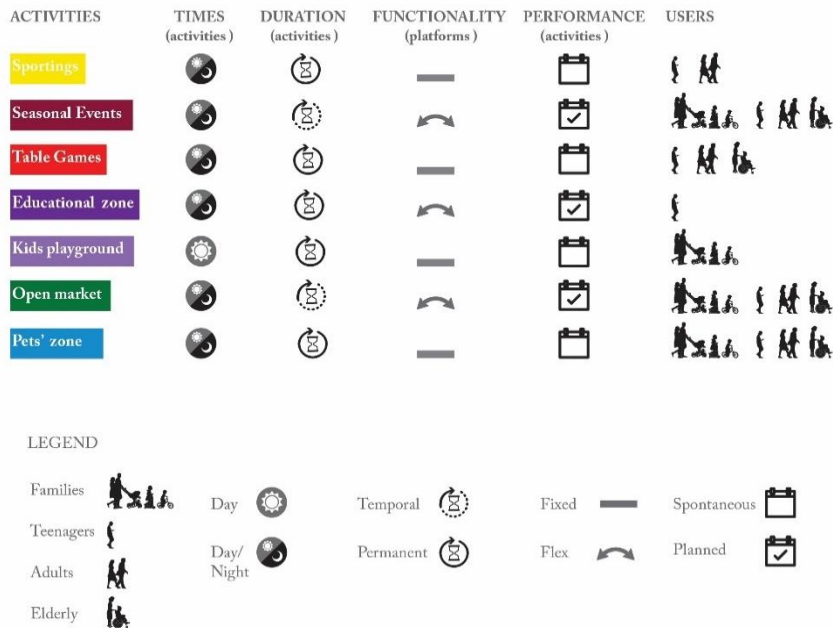 ACTIVITIES TIMES DURATION FUNCTIONALITY PERFORMANCE USERS
(activities ) (activities ) (platforms ) (activities )
Sportings
Seasonal Events
Table Games
Educational zone
Kids playground
Open market
Pets' zone
LEGEND
Families
Teenagers
Adults
Elderly
Day
Day/
Night
Temporal
Permanent
Fixed
Flex
Spontaneous
Planned